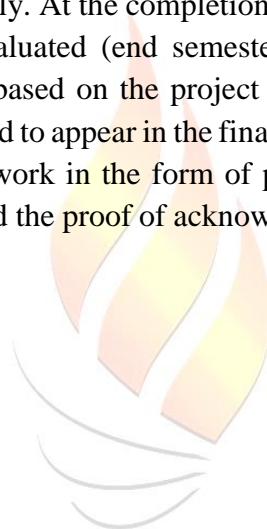 ly. At the completion
aluated (end semeste
based on the project
d to appear in the fina
work in the form of p
d the proof of acknow